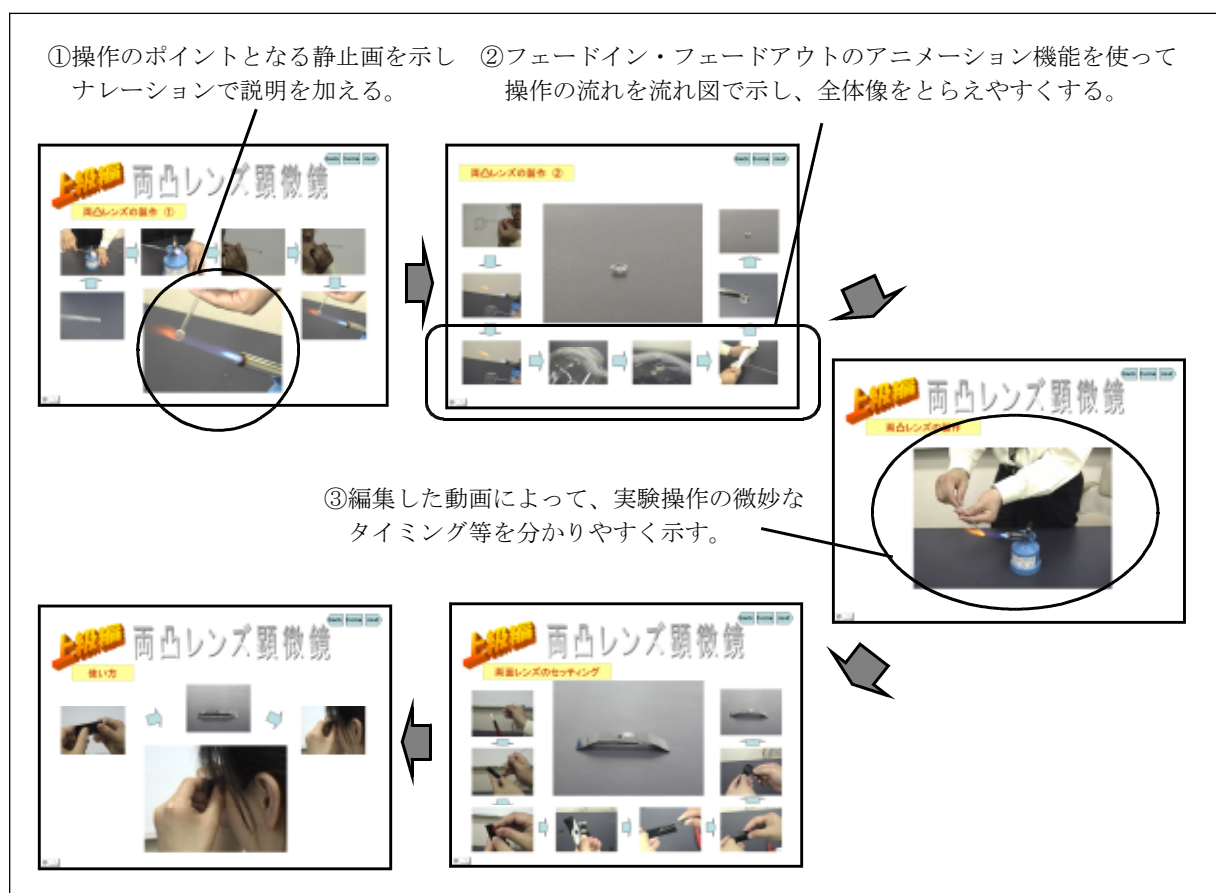 ①操作のポイントとなる静止画を示し
ナレーションで説明を加える。
②フェードイン・フェードアウトのアニメーション機能を使って
操作の流れを流れ図で示し、全体像をとらえやすくする。
上級編
両凸レンズ顕微鏡
両凸レンズの製作 ①
両凸レンズの製作 ②
上級編
両凸レンズ顕微鏡
両凸レンズの製作
③編集した動画によって、実験操作の微妙な
タイミング等を分かりやすく示す。
上級編
両凸レンズ顕微鏡
使い方
上級編
両凸レンズ顕微鏡
両面レンズのセッティング